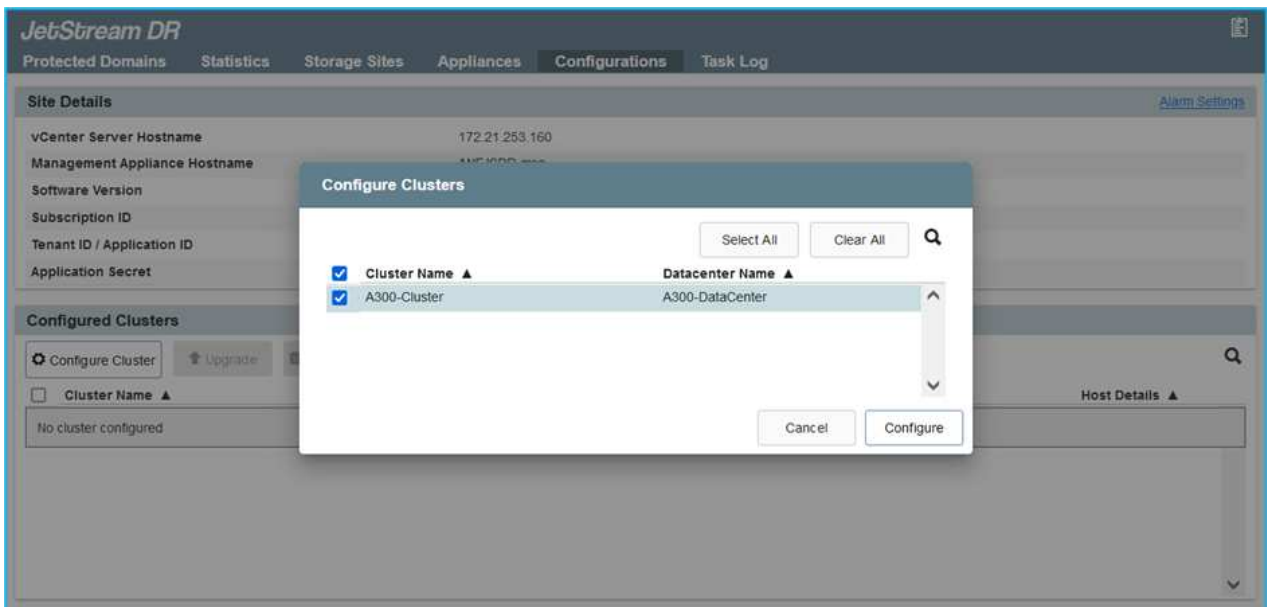 JetStream DR
Protected Domains Statistics Storage Sites Appliances Configurations Task Log
Site Details Alarm Settings
vCenter Server Hostname 172.21.253.160
Management Appliance Hostname
Software Version
Subscription ID
Tenant ID / Application ID
Application Secret
Configure Clusters
Select All Clear All
Cluster Name ▲ Datacenter Name ▲
A300-Cluster A300-DataCenter
Cancel Configure
Configured Clusters
Configure Cluster Upgrade
Cluster Name ▲ Host Details ▲
No cluster configured